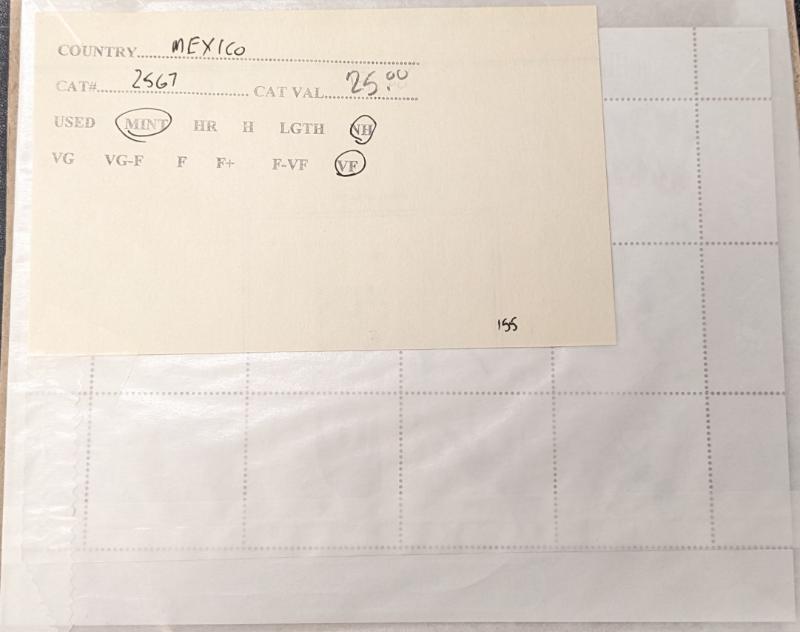 COUNTRY MEXICO
CAT# 2567 CAT VAL 25.00
USED MINT HR H LGTH NH
VG VG-F F F+ F-VF VF
155